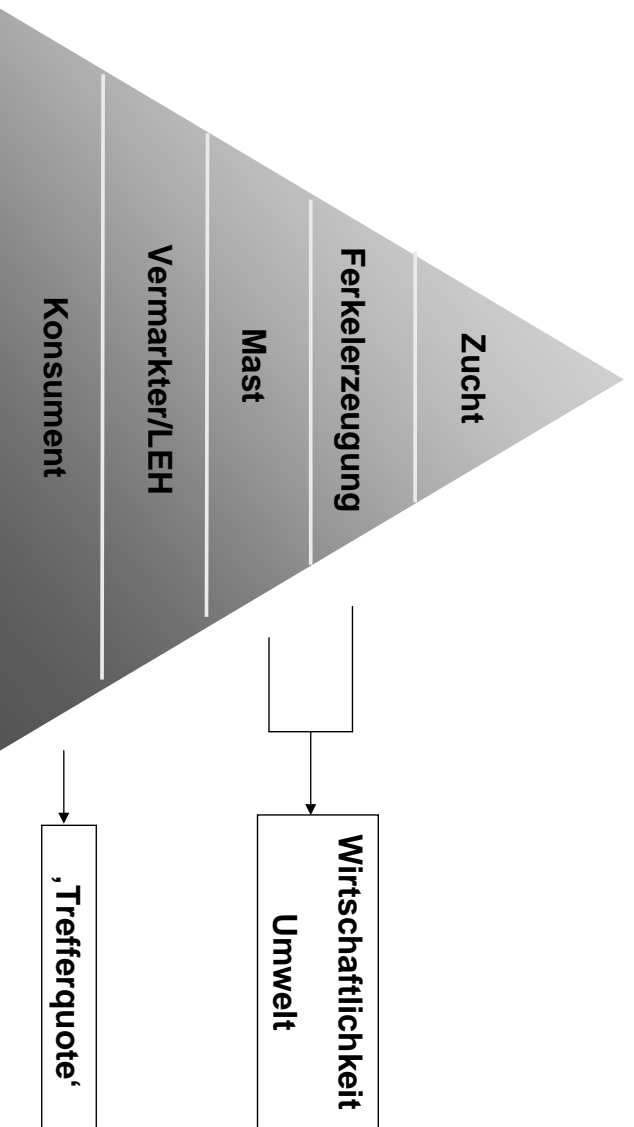 Zucht
Ferkelerzeugung
Mast
Vermarkter/LEH
Konsument
Wirtschaftlichkeit
Umwelt
‚Trefferquote‘